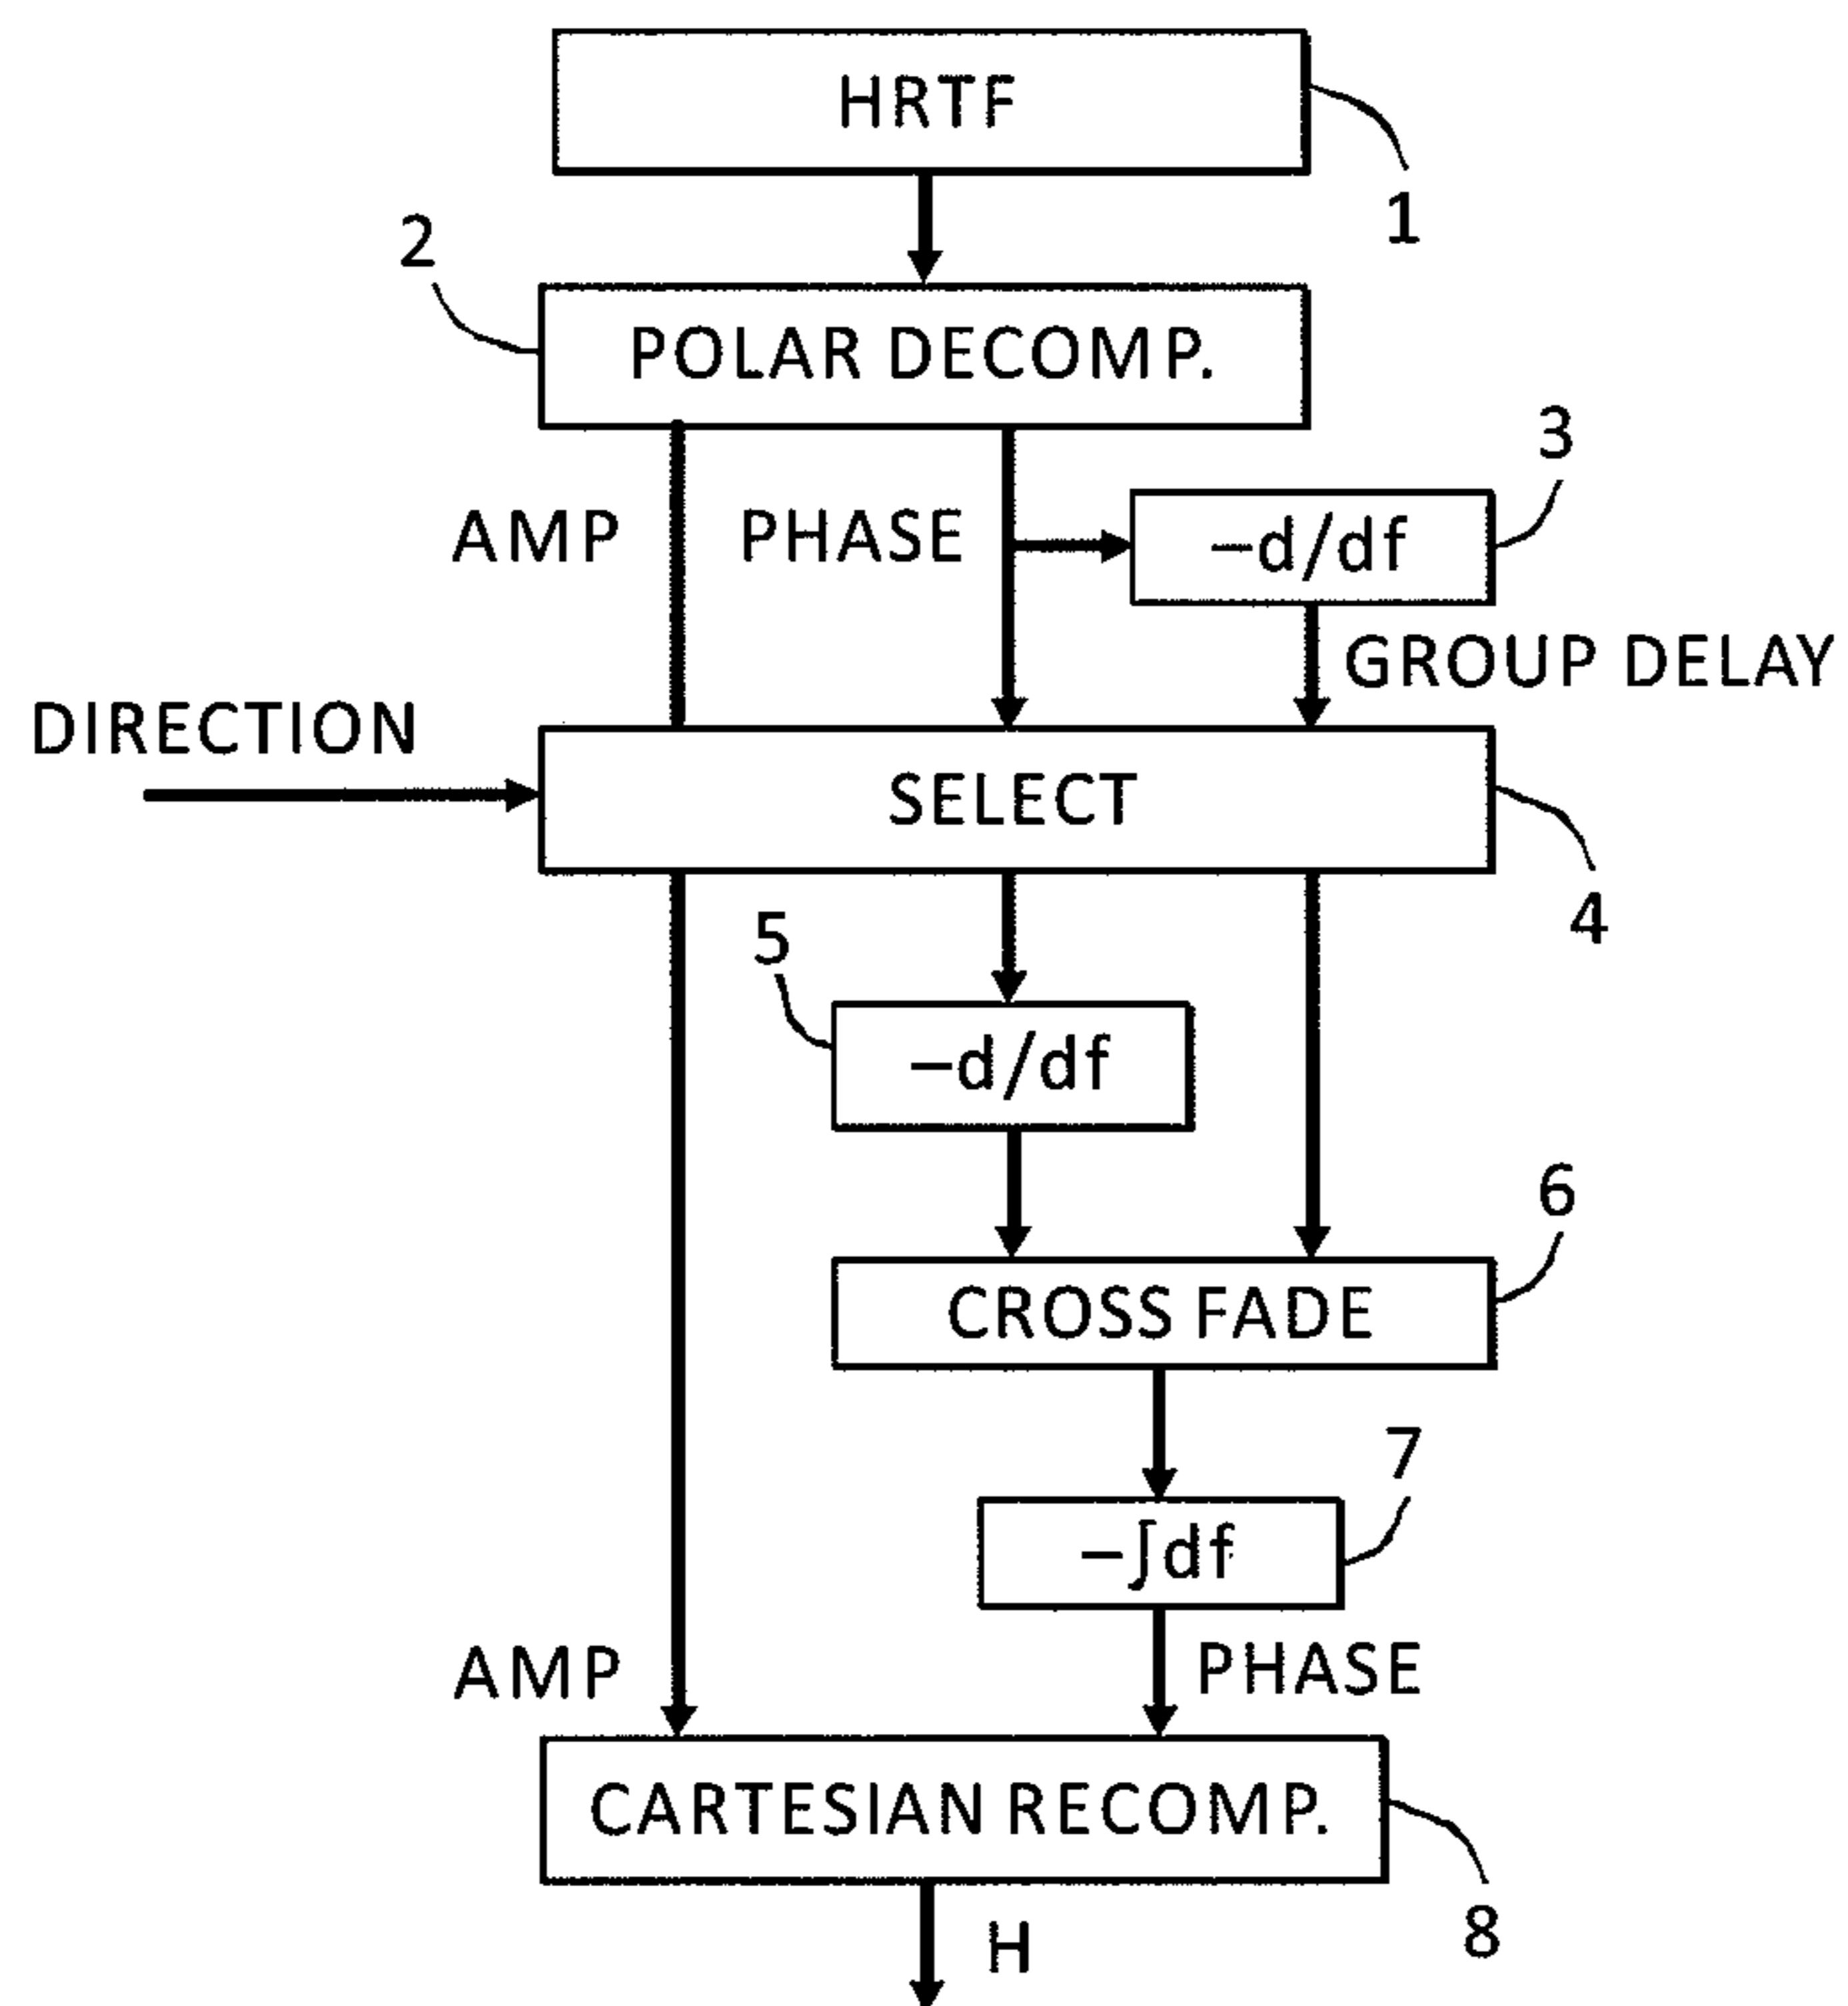 HRTF
1
2
POLAR DECOMP.
3
AMP
PHASE
–d/df
GROUP DELAY
DIRECTION
SELECT
4
5
–d/df
6
CROSS FADE
7
–∫df
AMP
PHASE
CARTESIAN RECOMP.
8
H